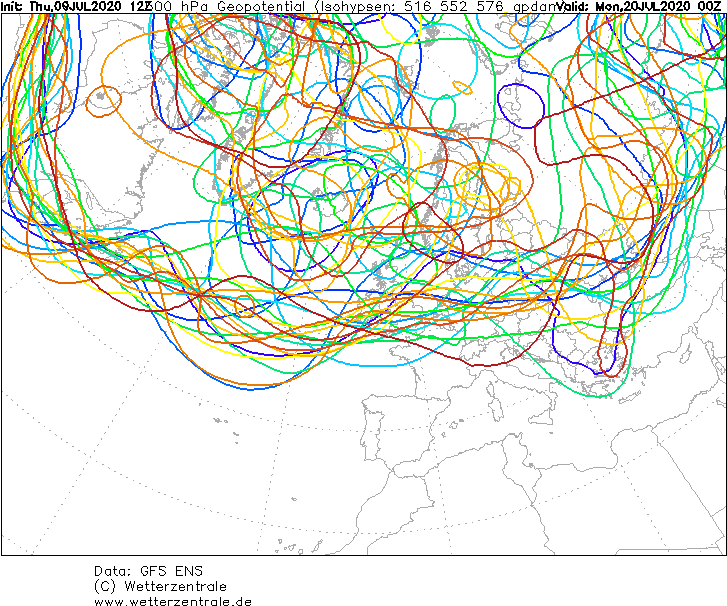 Init: Thu,09JUL2020 12Z 500 hPa Geopotential (Isohypsen: 516 552 576 gpdam) Valid: Mon,20JUL2020 00Z
Data: GFS ENS
(C) Wetterzentrale
www.wetterzentrale.de